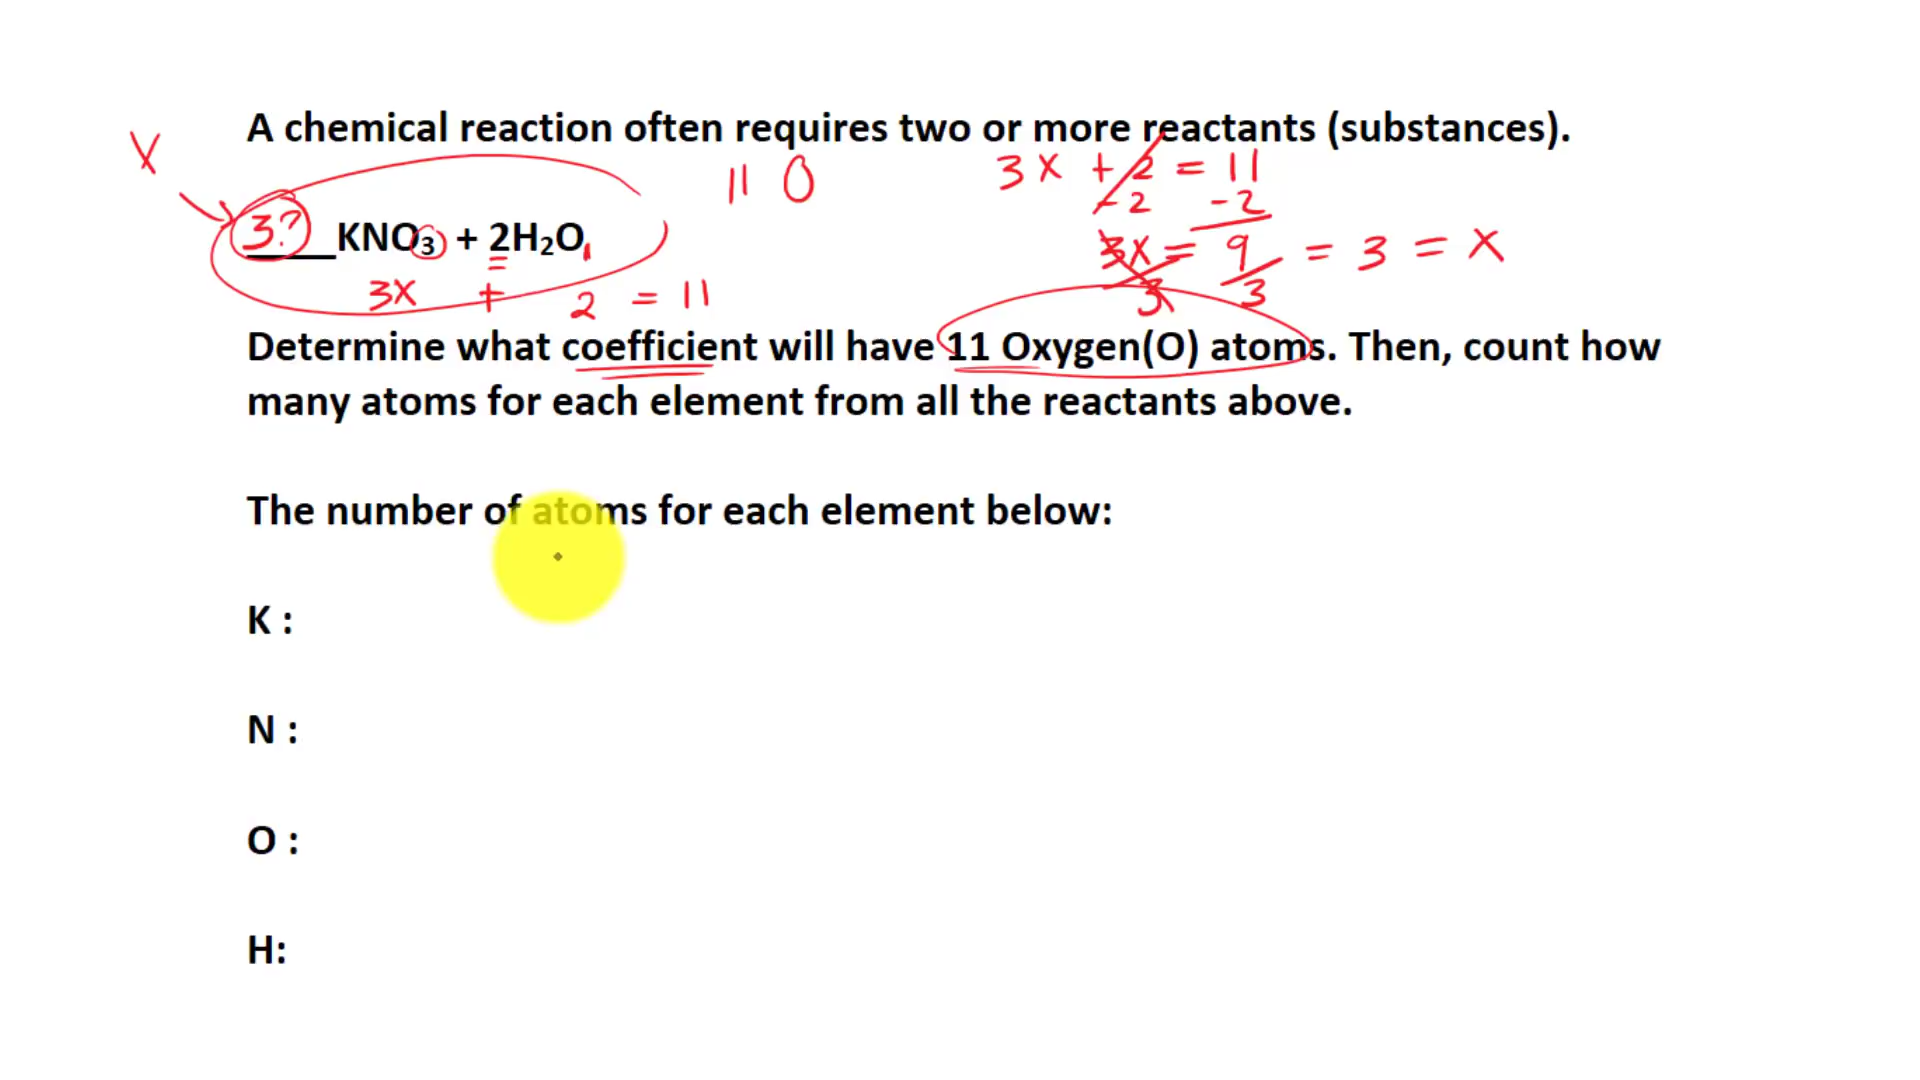 A chemical reaction often requires two or more reactants (substances).
X
11 O
3x + 2 = 11
-2 -2
3? KNO₃ + 2H₂O 1
3x = 9 = 3 = x
3 3
3x + 2 = 11
Determine what coefficient will have 11 Oxygen(O) atoms. Then, count how
many atoms for each element from all the reactants above.
The number of atoms for each element below:
K :
N :
O :
H: